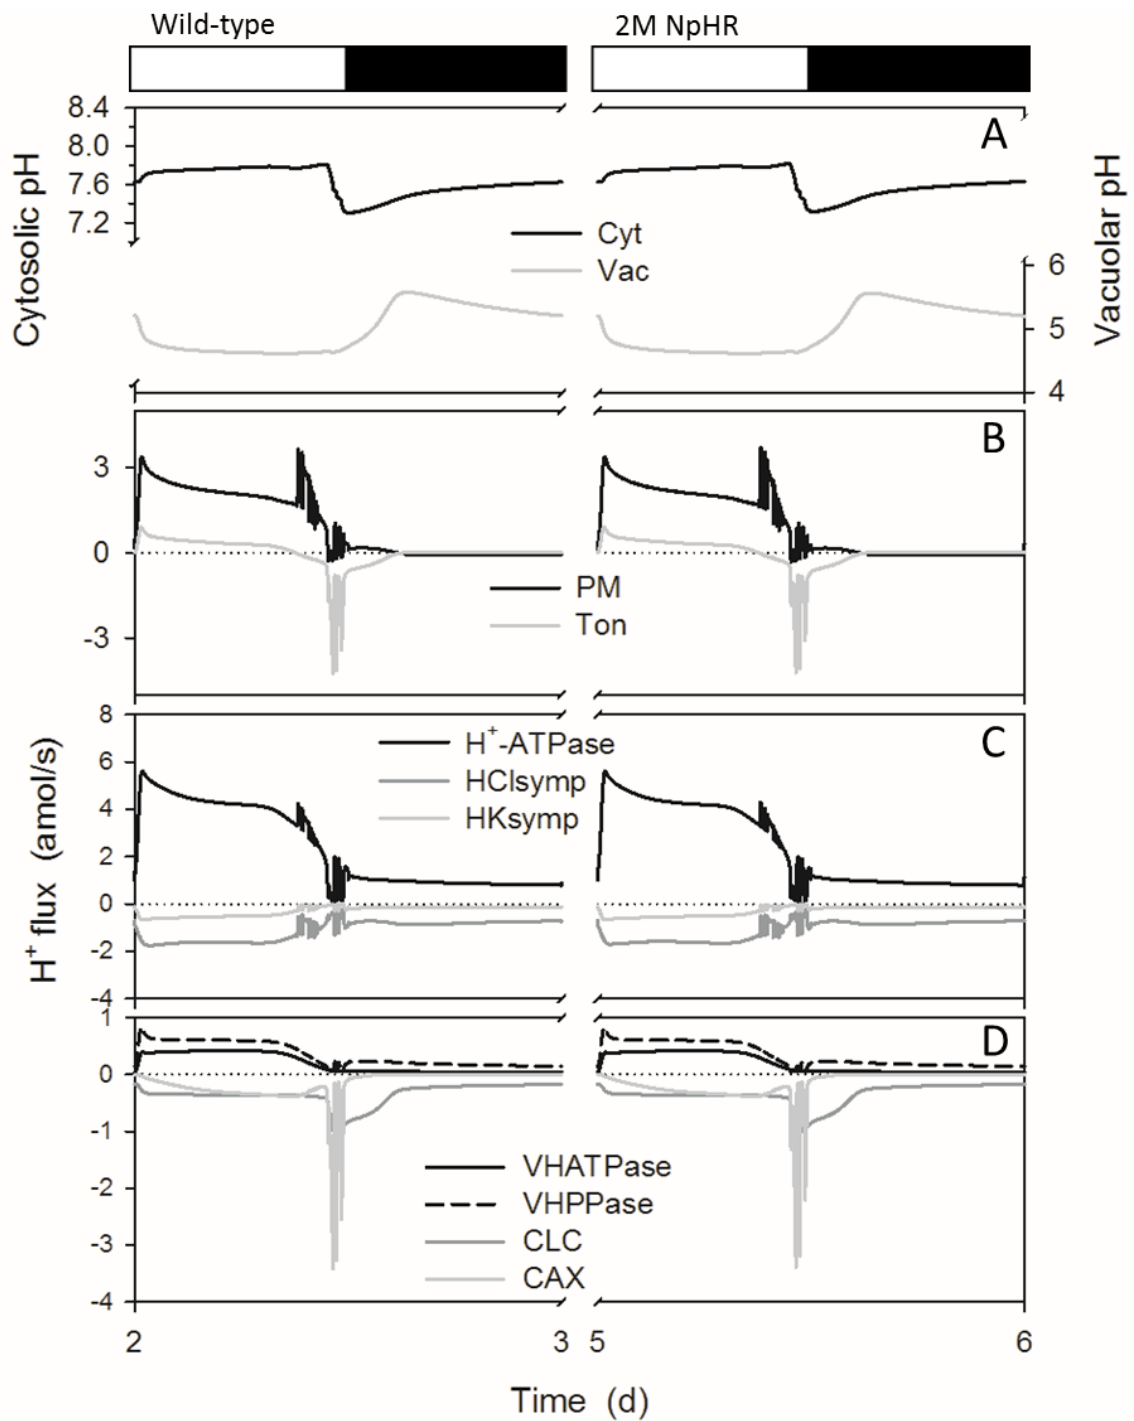 Wild-type
2M NpHR
Cytosolic pH
Vacuolar pH
8.4
8.0
7.6
7.2
A
Cyt
Vac
6
5
4
B
3
0
-3
PM
Ton
H⁺ flux (amol/s)
8
6
4
2
0
-2
-4
C
H⁺-ATPase
HClsymp
HKsymp
1
0
-1
-2
-3
-4
D
VHATPase
VHPPase
CLC
CAX
2
3
5
6
Time (d)